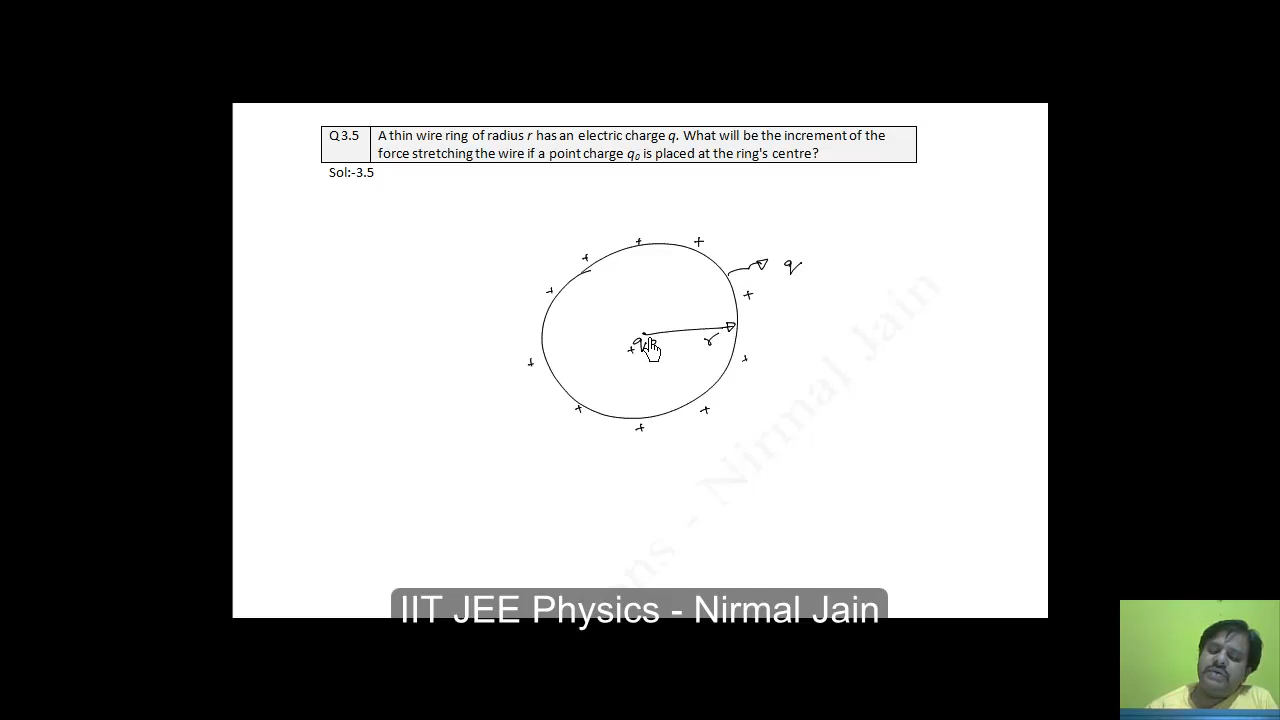 Q3.5 A thin wire ring of radius r has an electric charge q. What will be the increment of the
force stretching the wire if a point charge q₀ is placed at the ring's centre?
Sol:-3.5
+ + +
+ q
+ +
r
+ q
+ +
+ +
+
- Nirmal Jain
IIT JEE Physics - Nirmal Jain